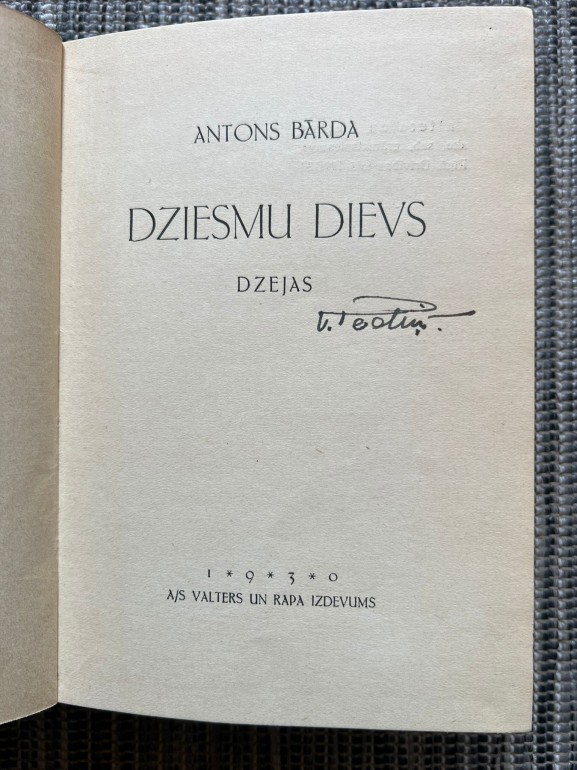 ANTONS BĀRDA
DZIESMU DIEVS
DZEJAS
1 * 9 * 3 * 0
A/S VALTERS UN RAPA IZDEVUMS